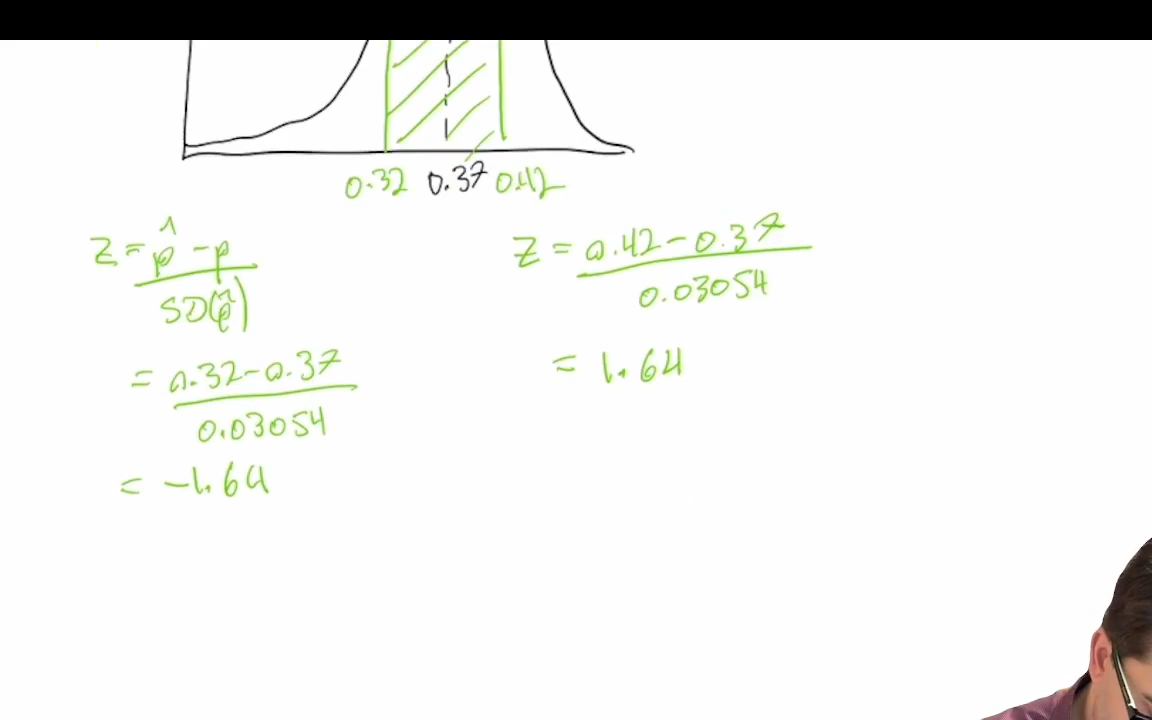 0.32 0.37 0.42
Z = p̂ - p
SD(p̂)
= 0.32 - 0.37
0.03054
= -1.64
Z = 0.42 - 0.37
0.03054
= 1.64